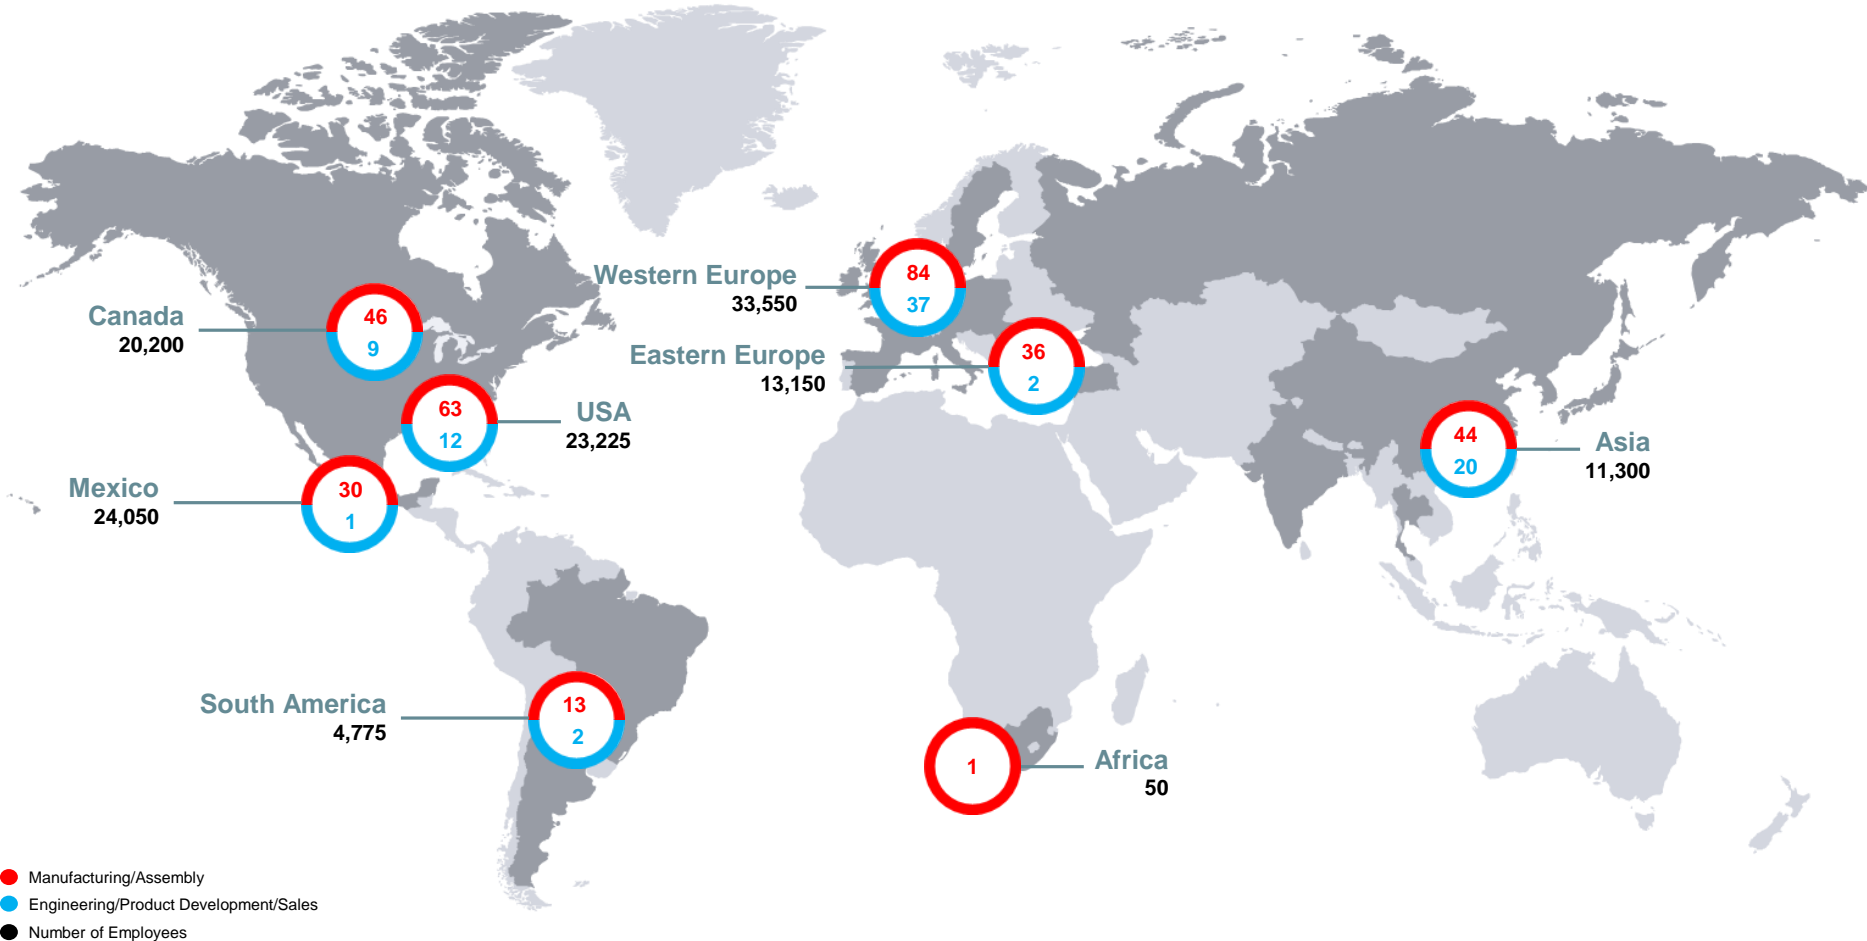 Western Europe
33,550
84
37
Canada
20,200
46
9
Eastern Europe
13,150
36
2
USA
23,225
63
12
Asia
11,300
44
20
Mexico
24,050
30
1
South America
4,775
13
2
Africa
50
1
Manufacturing/Assembly
Engineering/Product Development/Sales
Number of Employees